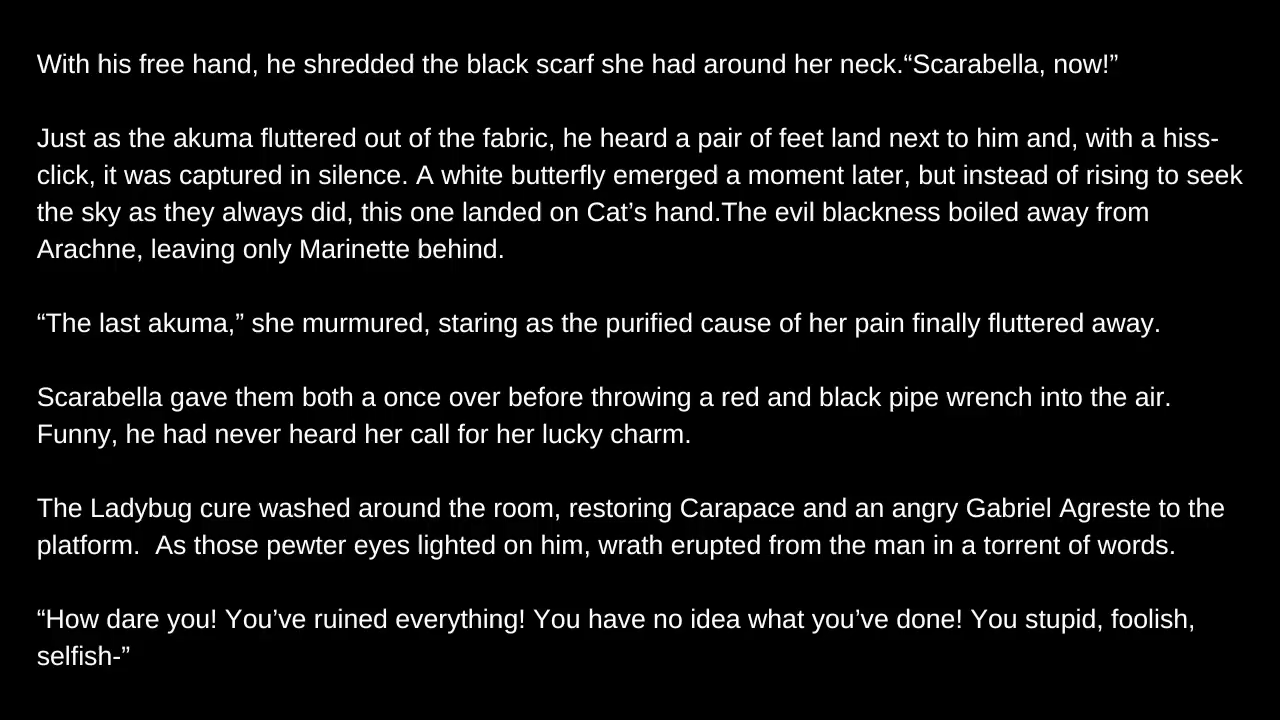 With his free hand, he shredded the black scarf she had around her neck.“Scarabella, now!”
Just as the akuma fluttered out of the fabric, he heard a pair of feet land next to him and, with a hiss-
click, it was captured in silence. A white butterfly emerged a moment later, but instead of rising to seek
the sky as they always did, this one landed on Cat’s hand.The evil blackness boiled away from
Arachne, leaving only Marinette behind.
“The last akuma,” she murmured, staring as the purified cause of her pain finally fluttered away.
Scarabella gave them both a once over before throwing a red and black pipe wrench into the air.
Funny, he had never heard her call for her lucky charm.
The Ladybug cure washed around the room, restoring Carapace and an angry Gabriel Agreste to the
platform.  As those pewter eyes lighted on him, wrath erupted from the man in a torrent of words.
“How dare you! You’ve ruined everything! You have no idea what you’ve done! You stupid, foolish,
selfish-”